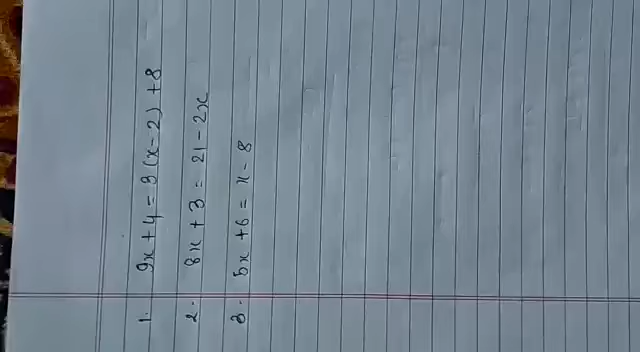 1. 9x + 4 = 3(x - 2) + 8
2. 8x + 3 = 21 - 2x
3. 5x + 6 = x - 8